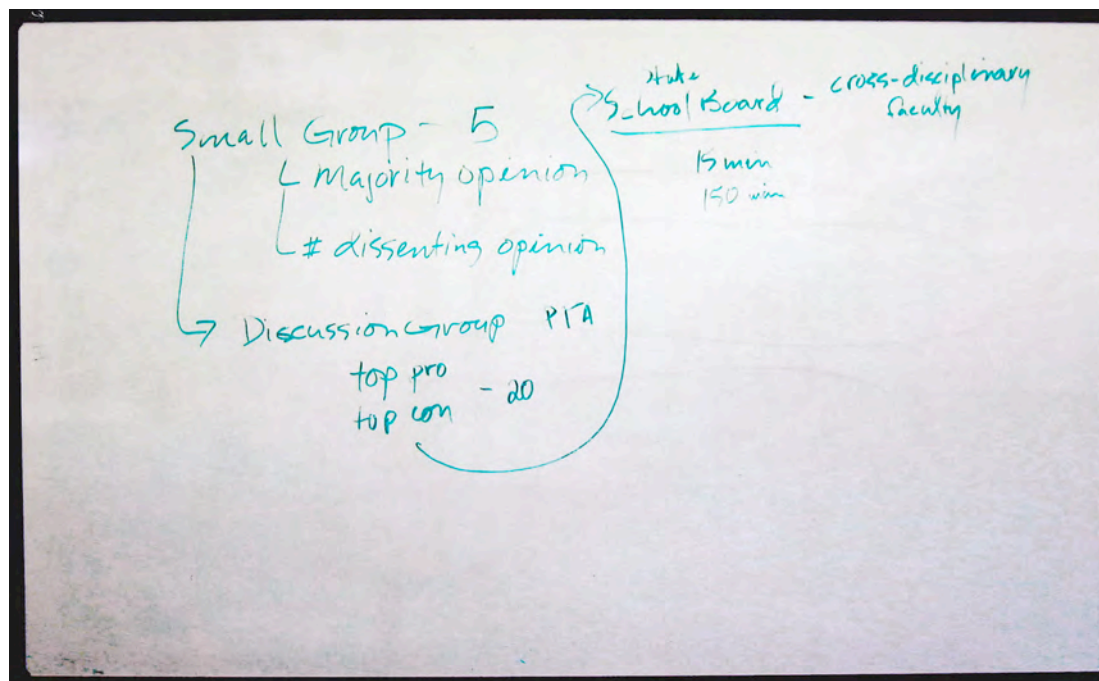 Small Group - 5
Majority opinion
# dissenting opinion
Discussion Group PTA
top pro
top con - 20
School Board - cross-disciplinary
faculty
15 min
150 min